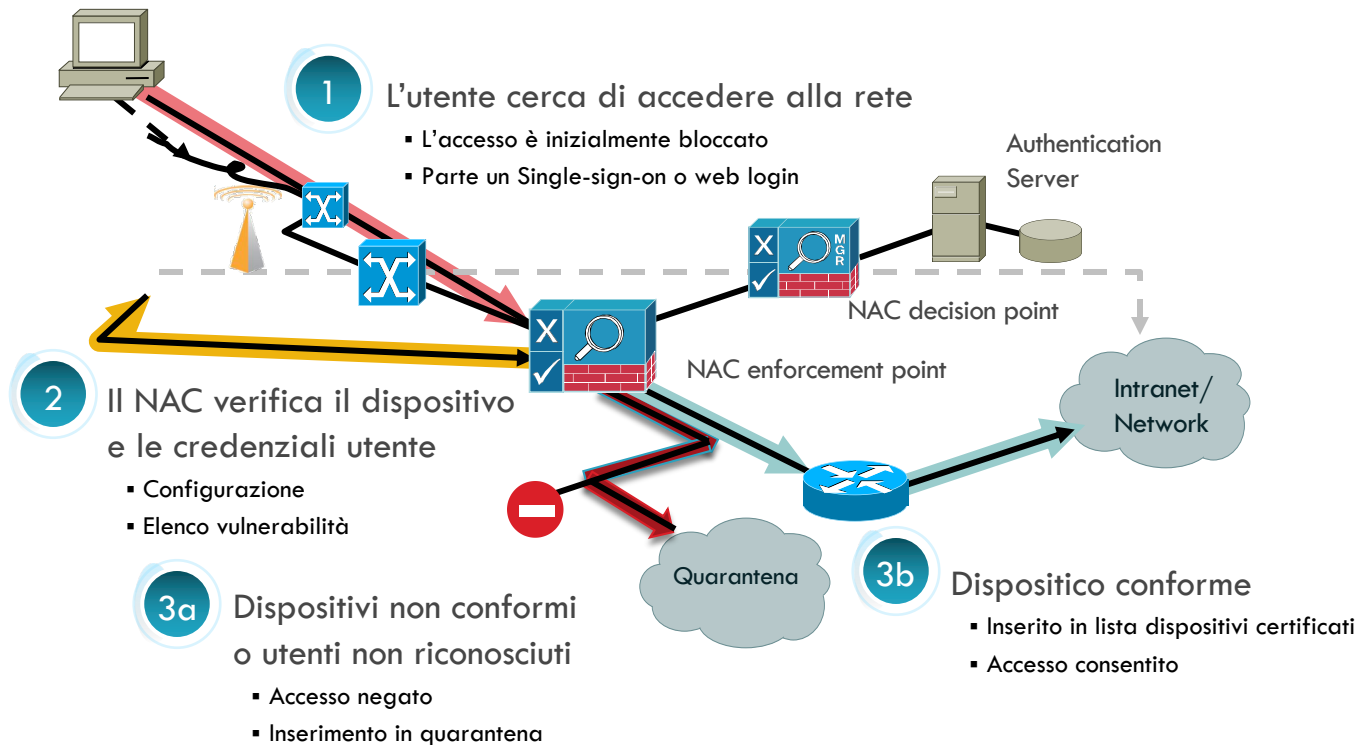 1
L'utente cerca di accedere alla rete
▪ L'accesso è inizialmente bloccato
▪ Parte un Single-sign-on o web login
Authentication
Server
X
MGR
✓
NAC decision point
X
✓
NAC enforcement point
Intranet/
Network
2
Il NAC verifica il dispositivo
e le credenziali utente
▪ Configurazione
▪ Elenco vulnerabilità
Quarantena
3a
Dispositivi non conformi
o utenti non riconosciuti
▪ Accesso negato
▪ Inserimento in quarantena
3b
Dispositico conforme
▪ Inserito in lista dispositivi certificati
▪ Accesso consentito